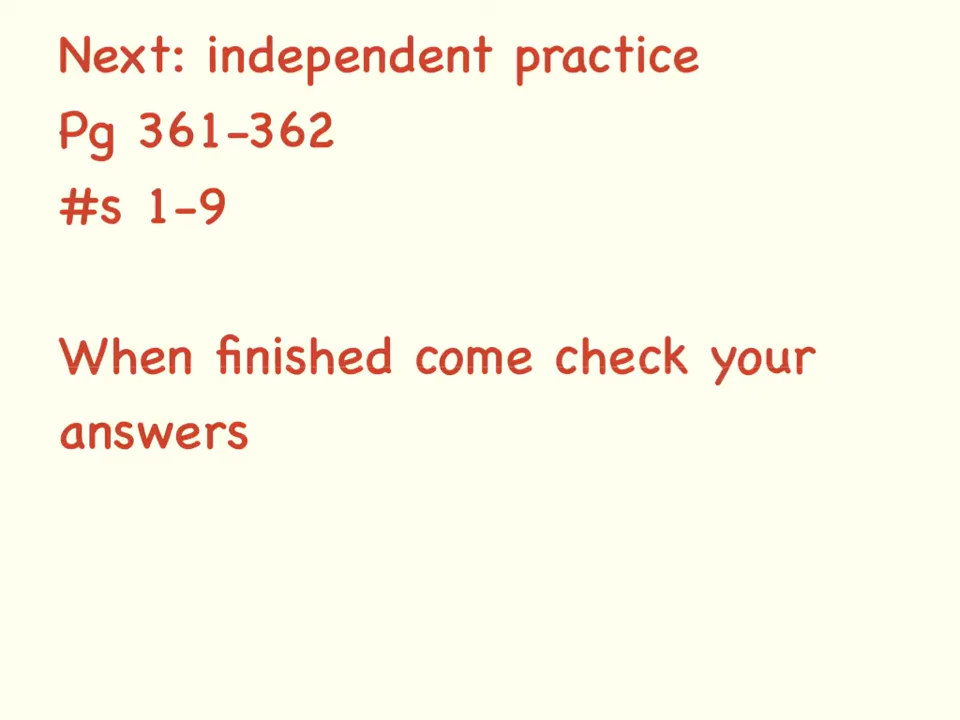 Next: independent practice
Pg 361-362
#s 1-9
When finished come check your
answers